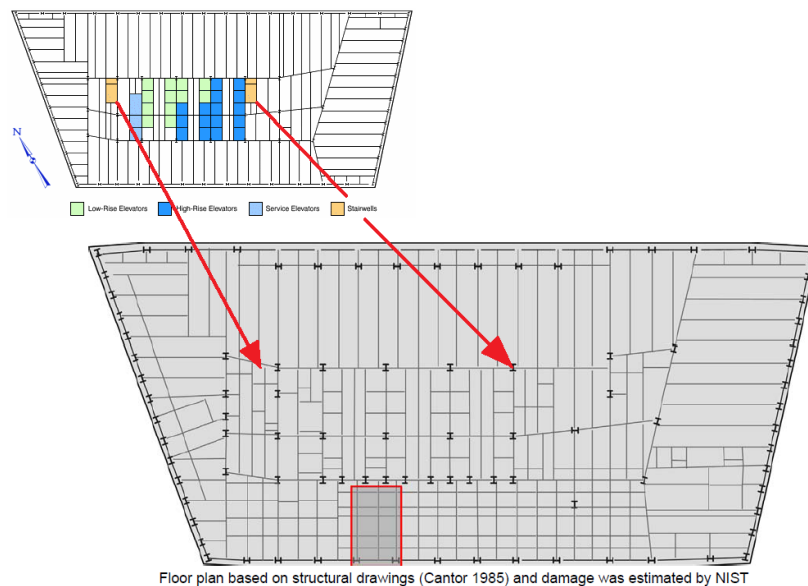 N
Low-Rise Elevators High-Rise Elevators Service Elevators Stairwells
Floor plan based on structural drawings (Cantor 1985) and damage was estimated by NIST